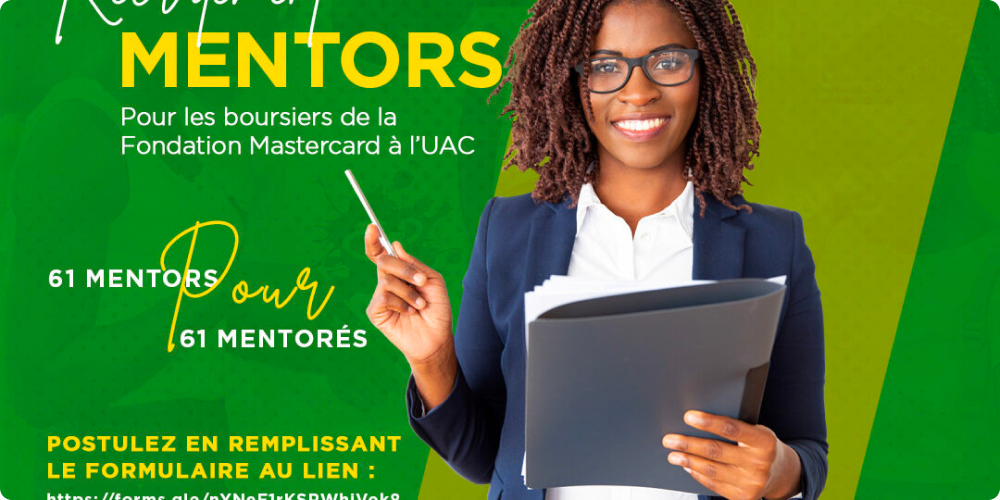 MENTORS
Pour les boursiers de la
Fondation Mastercard à l'UAC
61 MENTORS
Pour
61 MENTORÉS
POSTULEZ EN REMPLISSANT
LE FORMULAIRE AU LIEN :